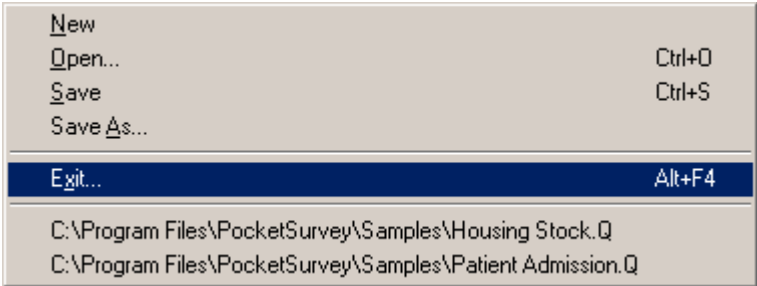 New
Open... Ctrl+O
Save Ctrl+S
Save As...
Exit... Alt+F4
C:\Program Files\PocketSurvey\Samples\Housing Stock.Q
C:\Program Files\PocketSurvey\Samples\Patient Admission.Q